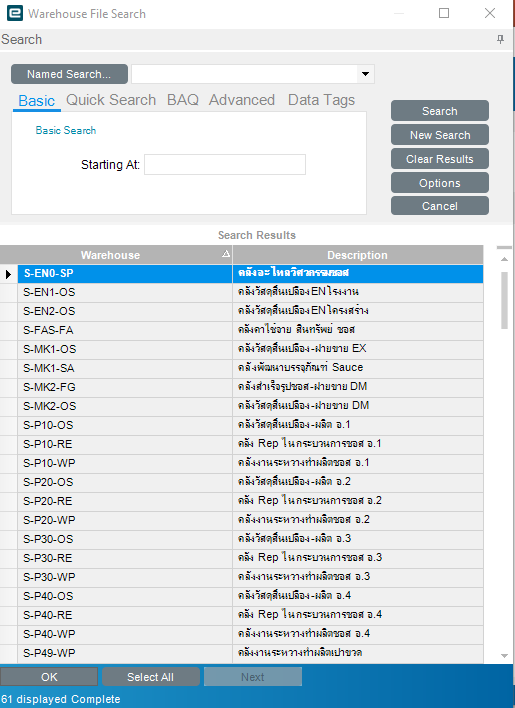 Warehouse File Search
Search
Named Search...
Basic Quick Search BAQ Advanced Data Tags
Basic Search
Starting At:
Search
New Search
Clear Results
Options
Cancel
Search Results
Warehouse Description
S-EN0-SP คลังอะไหล่วิศวกรรมซอส
S-EN1-OS คลังวัสดุสิ้นเปลืองENโรงงาน
S-EN2-OS คลังวัสดุสิ้นเปลืองENโครงสร้าง
S-FAS-FA คลังค่าใช้จ่าย สินทรัพย์ ซอส
S-MK1-OS คลังวัสดุสิ้นเปลือง-ฝ่ายขาย EX
S-MK1-SA คลังพัฒนาบรรจุภัณฑ์ Sauce
S-MK2-FG คลังสำเร็จรูปซอส-ฝ่ายขาย DM
S-MK2-OS คลังวัสดุสิ้นเปลือง-ฝ่ายขาย DM
S-P10-OS คลังวัสดุสิ้นเปลือง-ผลิต อ.1
S-P10-RE คลัง Rep ในกระบวนการซอส อ.1
S-P10-WP คลังงานระหว่างทำผลิตซอส อ.1
S-P20-OS คลังวัสดุสิ้นเปลือง-ผลิต อ.2
S-P20-RE คลัง Rep ในกระบวนการซอส อ.2
S-P20-WP คลังงานระหว่างทำผลิตซอส อ.2
S-P30-OS คลังวัสดุสิ้นเปลือง-ผลิต อ.3
S-P30-RE คลัง Rep ในกระบวนการซอส อ.3
S-P30-WP คลังงานระหว่างทำผลิตซอส อ.3
S-P40-OS คลังวัสดุสิ้นเปลือง-ผลิต อ.4
S-P40-RE คลัง Rep ในกระบวนการซอส อ.4
S-P40-WP คลังงานระหว่างทำผลิตซอส อ.4
S-P49-WP คลังงานระหว่างทำผลิตเป่าขวด
OK Select All Next
61 displayed Complete